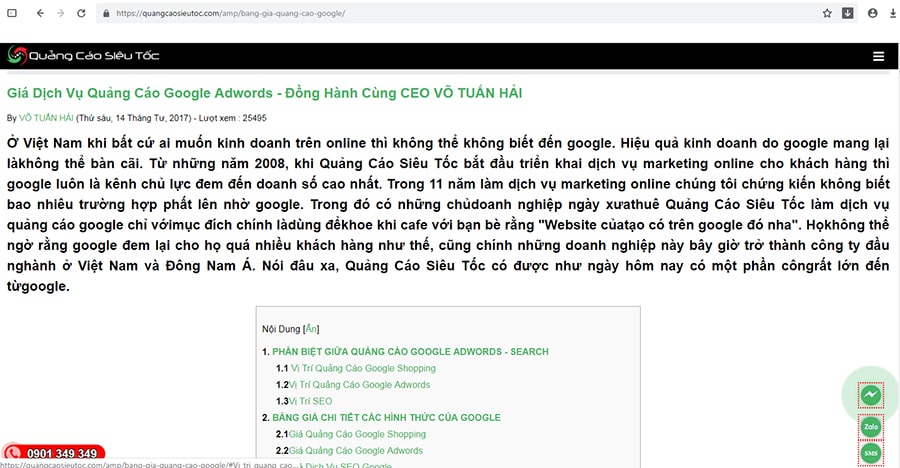 https://quangcaosieutoc.com/amp/bang-gia-quang-cao-google/
Quảng Cáo Siêu Tốc
Giá Dịch Vụ Quảng Cáo Google Adwords - Đồng Hành Cùng CEO VÕ TUẤN HẢI
By VÕ TUẤN HẢI (Thứ sáu, 14 Tháng Tư, 2017) - Lượt xem : 25495
Ở Việt Nam khi bất cứ ai muốn kinh doanh trên online thì không thể không biết đến google. Hiệu quả kinh doanh do google mang lại
làkhông thể bàn cãi. Từ những năm 2008, khi Quảng Cáo Siêu Tốc bắt đầu triển khai dịch vụ marketing online cho khách hàng thì
google luôn là kênh chủ lực đem đến doanh số cao nhất. Trong 11 năm làm dịch vụ marketing online chúng tôi chứng kiến không biết
bao nhiêu trường hợp phất lên nhờ google. Trong đó có những chủdoanh nghiệp ngày xưathuê Quảng Cáo Siêu Tốc làm dịch vụ
quảng cáo google chỉ vớimục đích chính làdùng đểkhoe khi cafe với bạn bè rằng "Website củatạo có trên google đó nha". Họkhông thể
ngờ rằng google đem lại cho họ quá nhiều khách hàng như thế, cũng chính những doanh nghiệp này bây giờ trở thành công ty đầu
nghành ở Việt Nam và Đông Nam Á. Nói đâu xa, Quảng Cáo Siêu Tốc có được như ngày hôm nay có một phần côngrất lớn đến
từgoogle.
Nội Dung [Ẩn]
1. PHÂN BIỆT GIỮA QUẢNG CÁO GOOGLE ADWORDS - SEARCH
1.1 Vị Trí Quảng Cáo Google Shopping
1.2Vị Trí Quảng Cáo Google Adwords
1.3Vị Trí SEO
2. BẢNG GIÁ CHI TIẾT CÁC HÌNH THỨC CỦA GOOGLE
2.1Giá Quảng Cáo Google Shopping
2.2Giá Quảng Cáo Google Adwords
Dịch Vụ SEO Google
Zalo
SMS
0901 349 349
https://quangcaosieutoc.com/amp/bang-gia-quang-cao-google/#Vi_tri_quang_cao